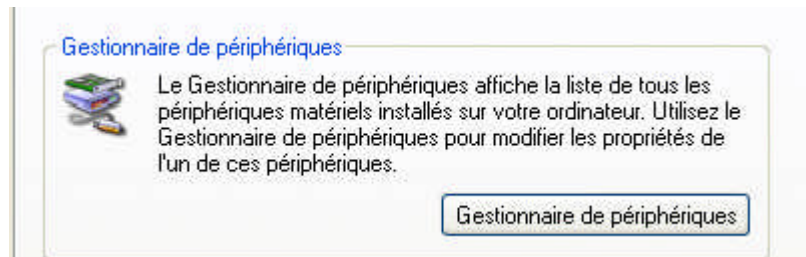 Gestionnaire de périphériques
Le Gestionnaire de périphériques affiche la liste de tous les
périphériques matériels installés sur votre ordinateur. Utilisez le
Gestionnaire de périphériques pour modifier les propriétés de
l'un de ces périphériques.
Gestionnaire de périphériques